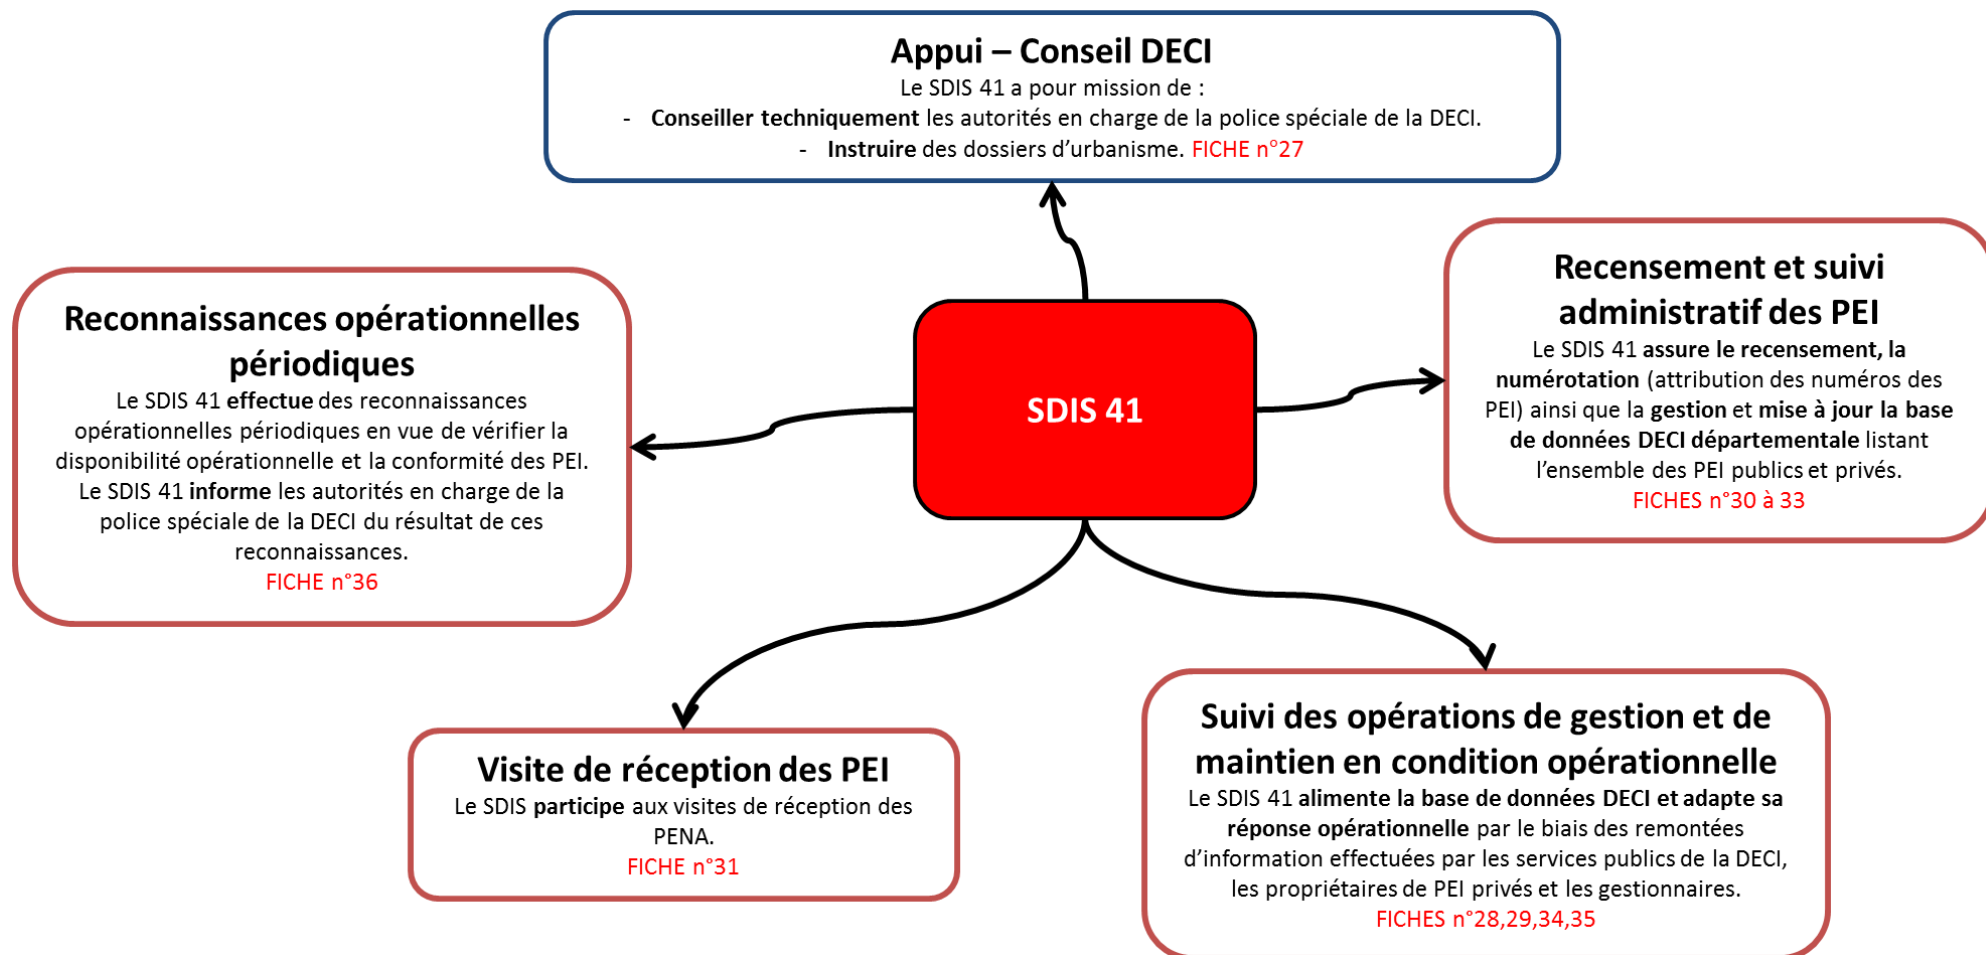 Appui – Conseil DECI
Le SDIS 41 a pour mission de :
- Conseiller techniquement les autorités en charge de la police spéciale de la DECI.
- Instruire des dossiers d'urbanisme. FICHE n°27
Reconnaissances opérationnelles
périodiques
Le SDIS 41 effectue des reconnaissances
opérationnelles périodiques en vue de vérifier la
disponibilité opérationnelle et la conformité des PEI.
Le SDIS 41 informe les autorités en charge de la
police spéciale de la DECI du résultat de ces
reconnaissances.
FICHE n°36
SDIS 41
Recensement et suivi
administratif des PEI
Le SDIS 41 assure le recensement, la
numérotation (attribution des numéros des
PEI) ainsi que la gestion et mise à jour la base
de données DECI départementale listant
l'ensemble des PEI publics et privés.
FICHES n°30 à 33
Visite de réception des PEI
Le SDIS participe aux visites de réception des
PENA.
FICHE n°31
Suivi des opérations de gestion et de
maintien en condition opérationnelle
Le SDIS 41 alimente la base de données DECI et adapte sa
réponse opérationnelle par le biais des remontées
d'information effectuées par les services publics de la DECI,
les propriétaires de PEI privés et les gestionnaires.
FICHES n°28,29,34,35